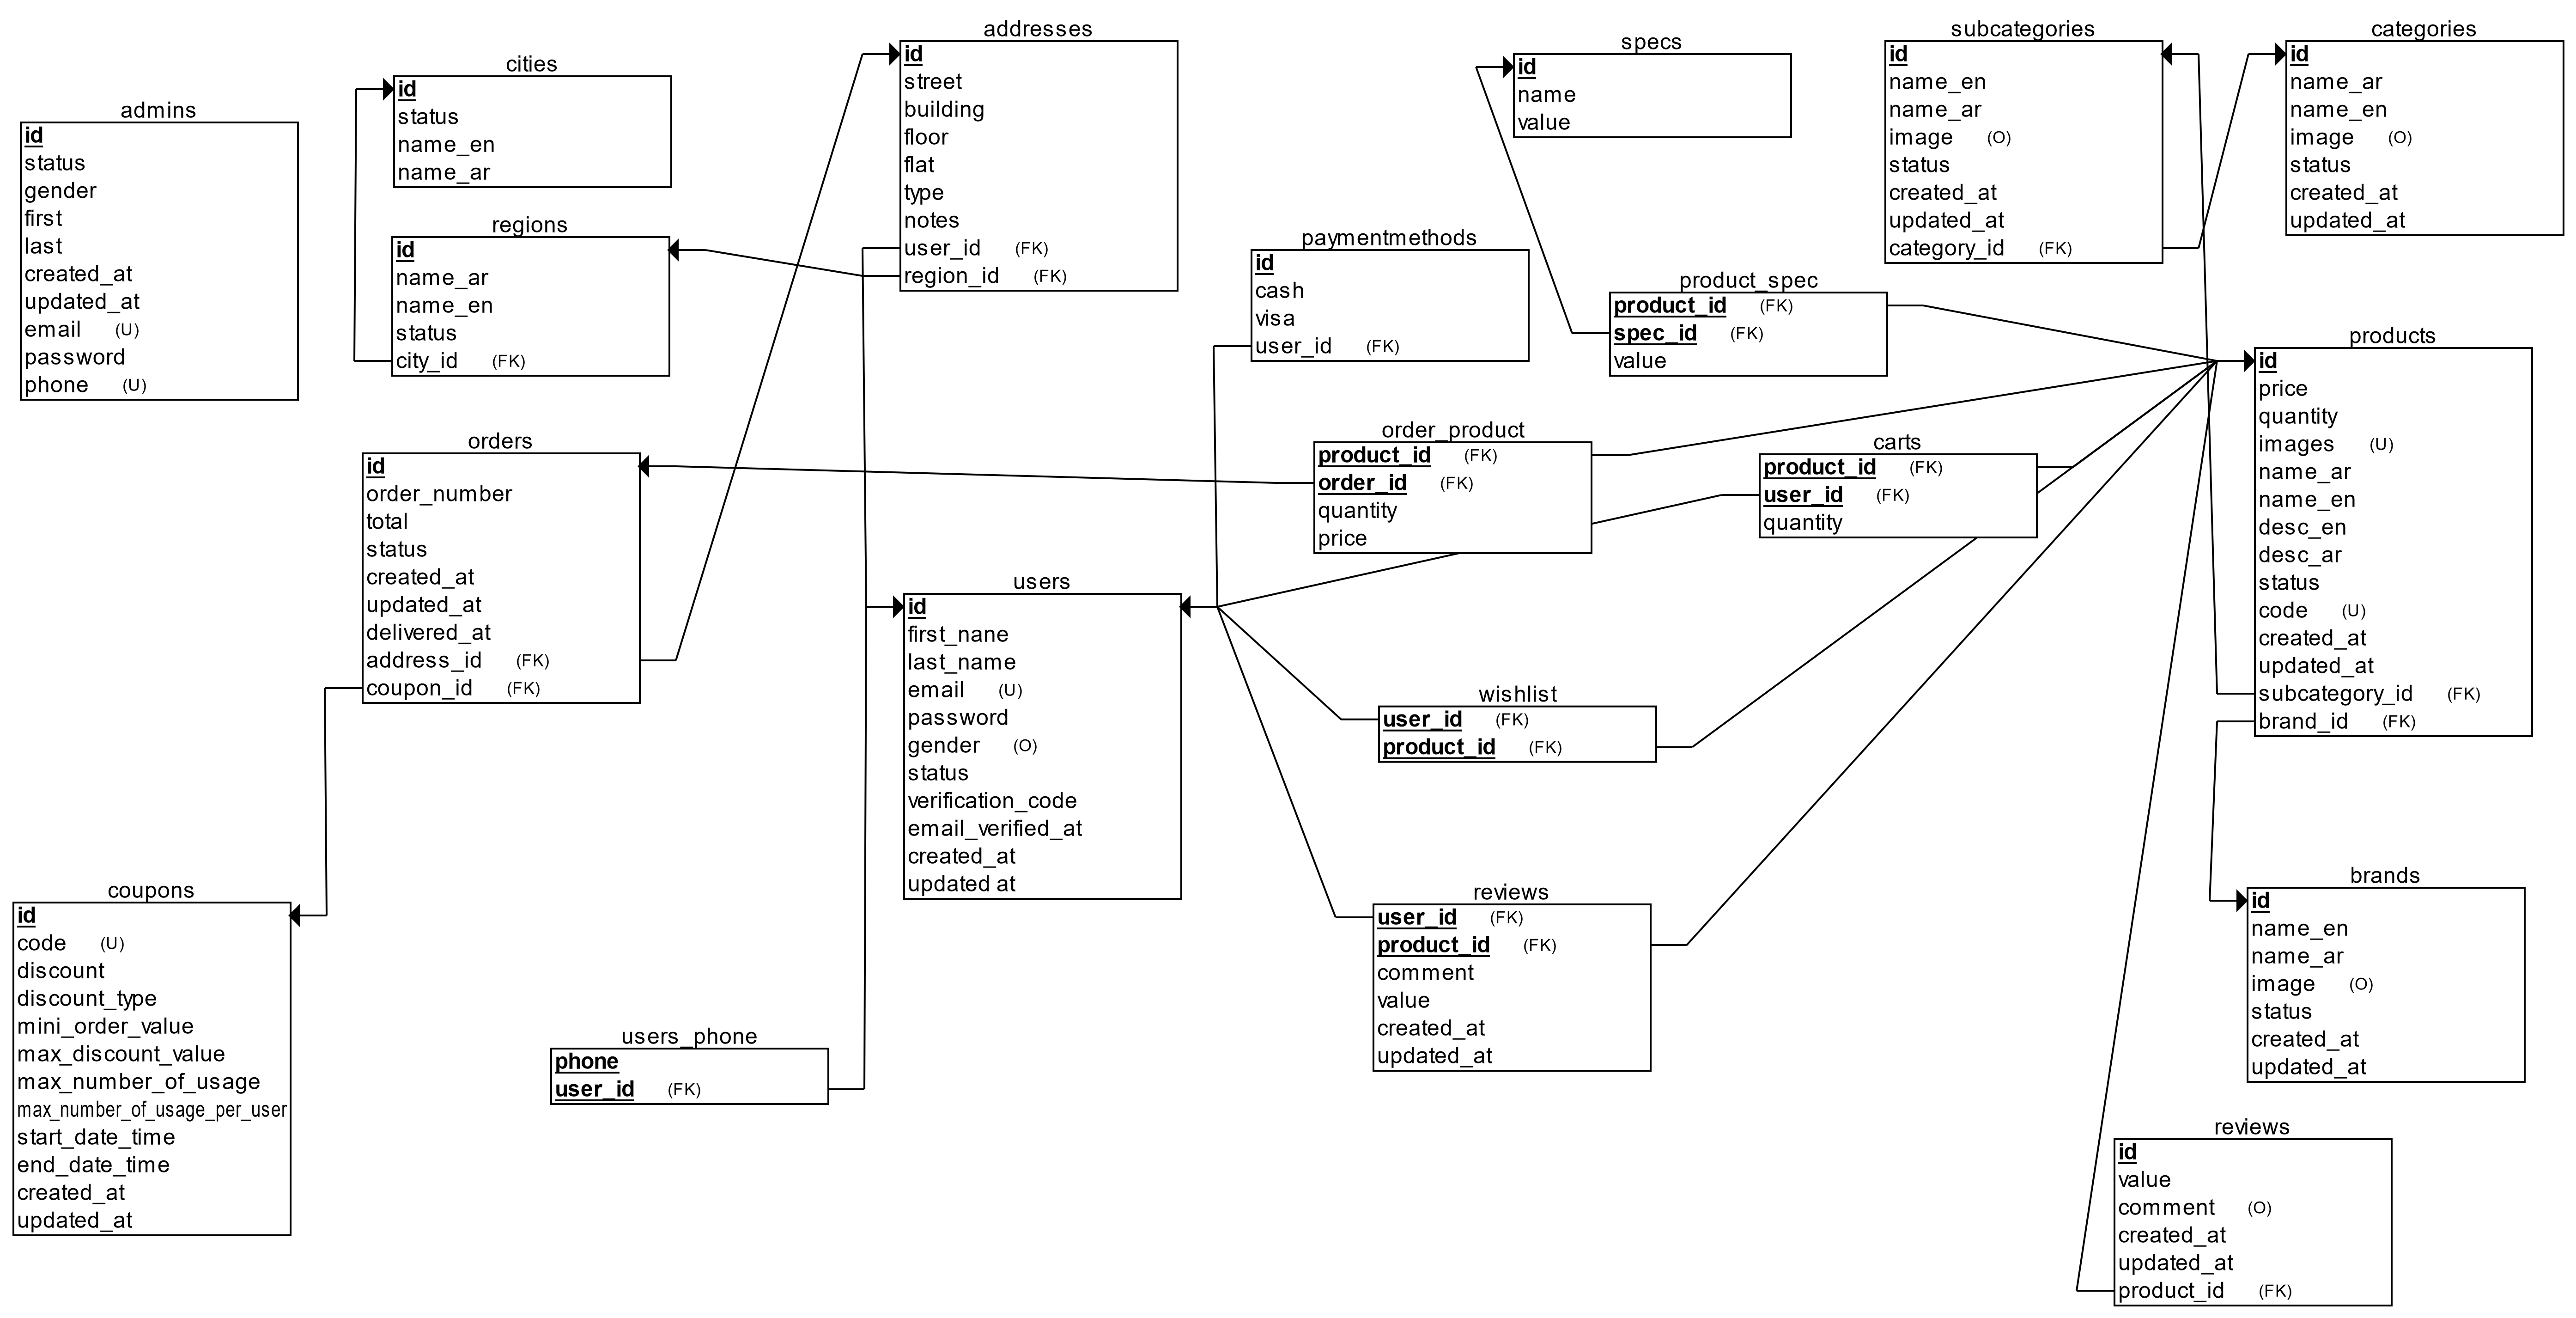 admins
id
status
gender
first
last
created_at
updated_at
email (U)
password
phone (U)
cities
id
status
name_en
name_ar
regions
id
name_ar
name_en
status
city_id (FK)
addresses
id
street
building
floor
flat
type
notes
user_id (FK)
region_id (FK)
specs
id
name
value
subcategories
id
name_en
name_ar
image (O)
status
created_at
updated_at
category_id (FK)
categories
id
name_ar
name_en
image (O)
status
created_at
updated_at
paymentmethods
id
cash
visa
user_id (FK)
product_spec
product_id (FK)
spec_id (FK)
value
products
id
price
quantity
images (U)
name_ar
name_en
desc_en
desc_ar
status
code (U)
created_at
updated_at
subcategory_id (FK)
brand_id (FK)
orders
id
order_number
total
status
created_at
updated_at
delivered_at
address_id (FK)
coupon_id (FK)
order_product
product_id (FK)
order_id (FK)
quantity
price
carts
product_id (FK)
user_id (FK)
quantity
users
id
first_nane
last_name
email (U)
password
gender (O)
status
verification_code
email_verified_at
created_at
updated at
wishlist
user_id (FK)
product_id (FK)
coupons
id
code (U)
discount
discount_type
mini_order_value
max_discount_value
max_number_of_usage
max_number_of_usage_per_user
start_date_time
end_date_time
created_at
updated_at
users_phone
phone
user_id (FK)
reviews
user_id (FK)
product_id (FK)
comment
value
created_at
updated_at
brands
id
name_en
name_ar
image (O)
status
created_at
updated_at
reviews
id
value
comment (O)
created_at
updated_at
product_id (FK)